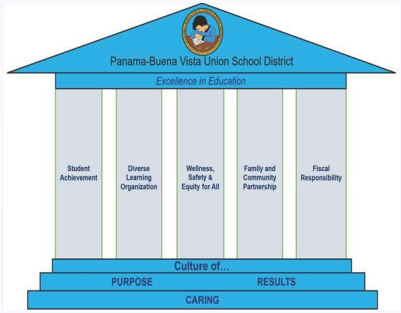 Panama-Buena Vista Union School District
Excellence in Education
Student
Achievement
Diverse
Learning
Organization
Wellness,
Safety &
Equity for All
Family and
Community
Partnership
Fiscal
Responsibility
Culture of...
PURPOSE RESULTS
CARING